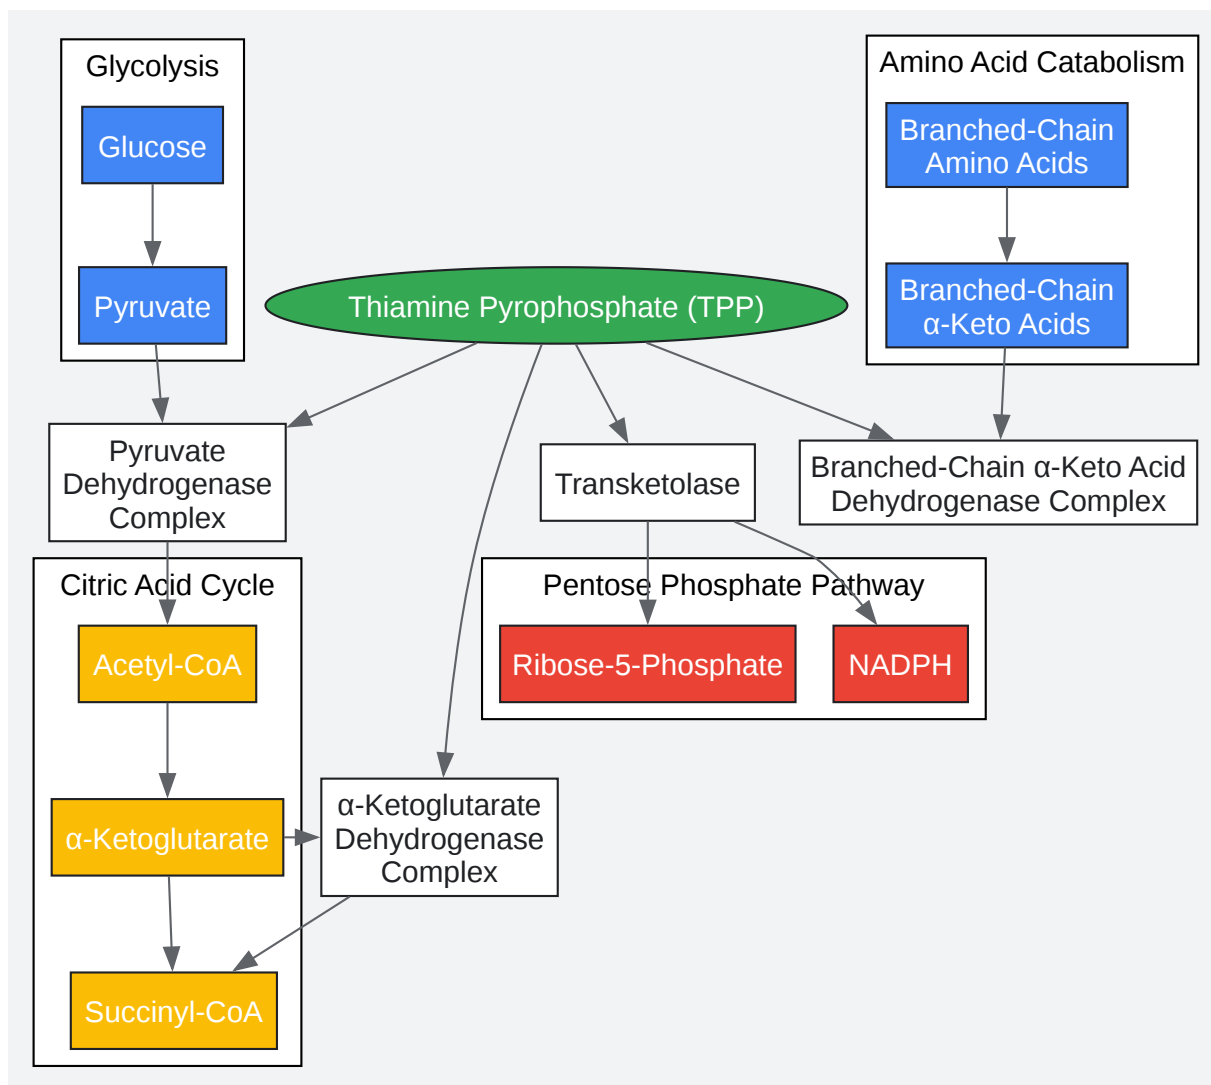 Glycolysis
Glucose
Pyruvate
Amino Acid Catabolism
Branched-Chain
Amino Acids
Branched-Chain
α-Keto Acids
Thiamine Pyrophosphate (TPP)
Pyruvate
Dehydrogenase
Complex
Transketolase
Branched-Chain α-Keto Acid
Dehydrogenase Complex
Citric Acid Cycle
Acetyl-CoA
α-Ketoglutarate
Succinyl-CoA
Pentose Phosphate Pathway
Ribose-5-Phosphate
NADPH
α-Ketoglutarate
Dehydrogenase
Complex